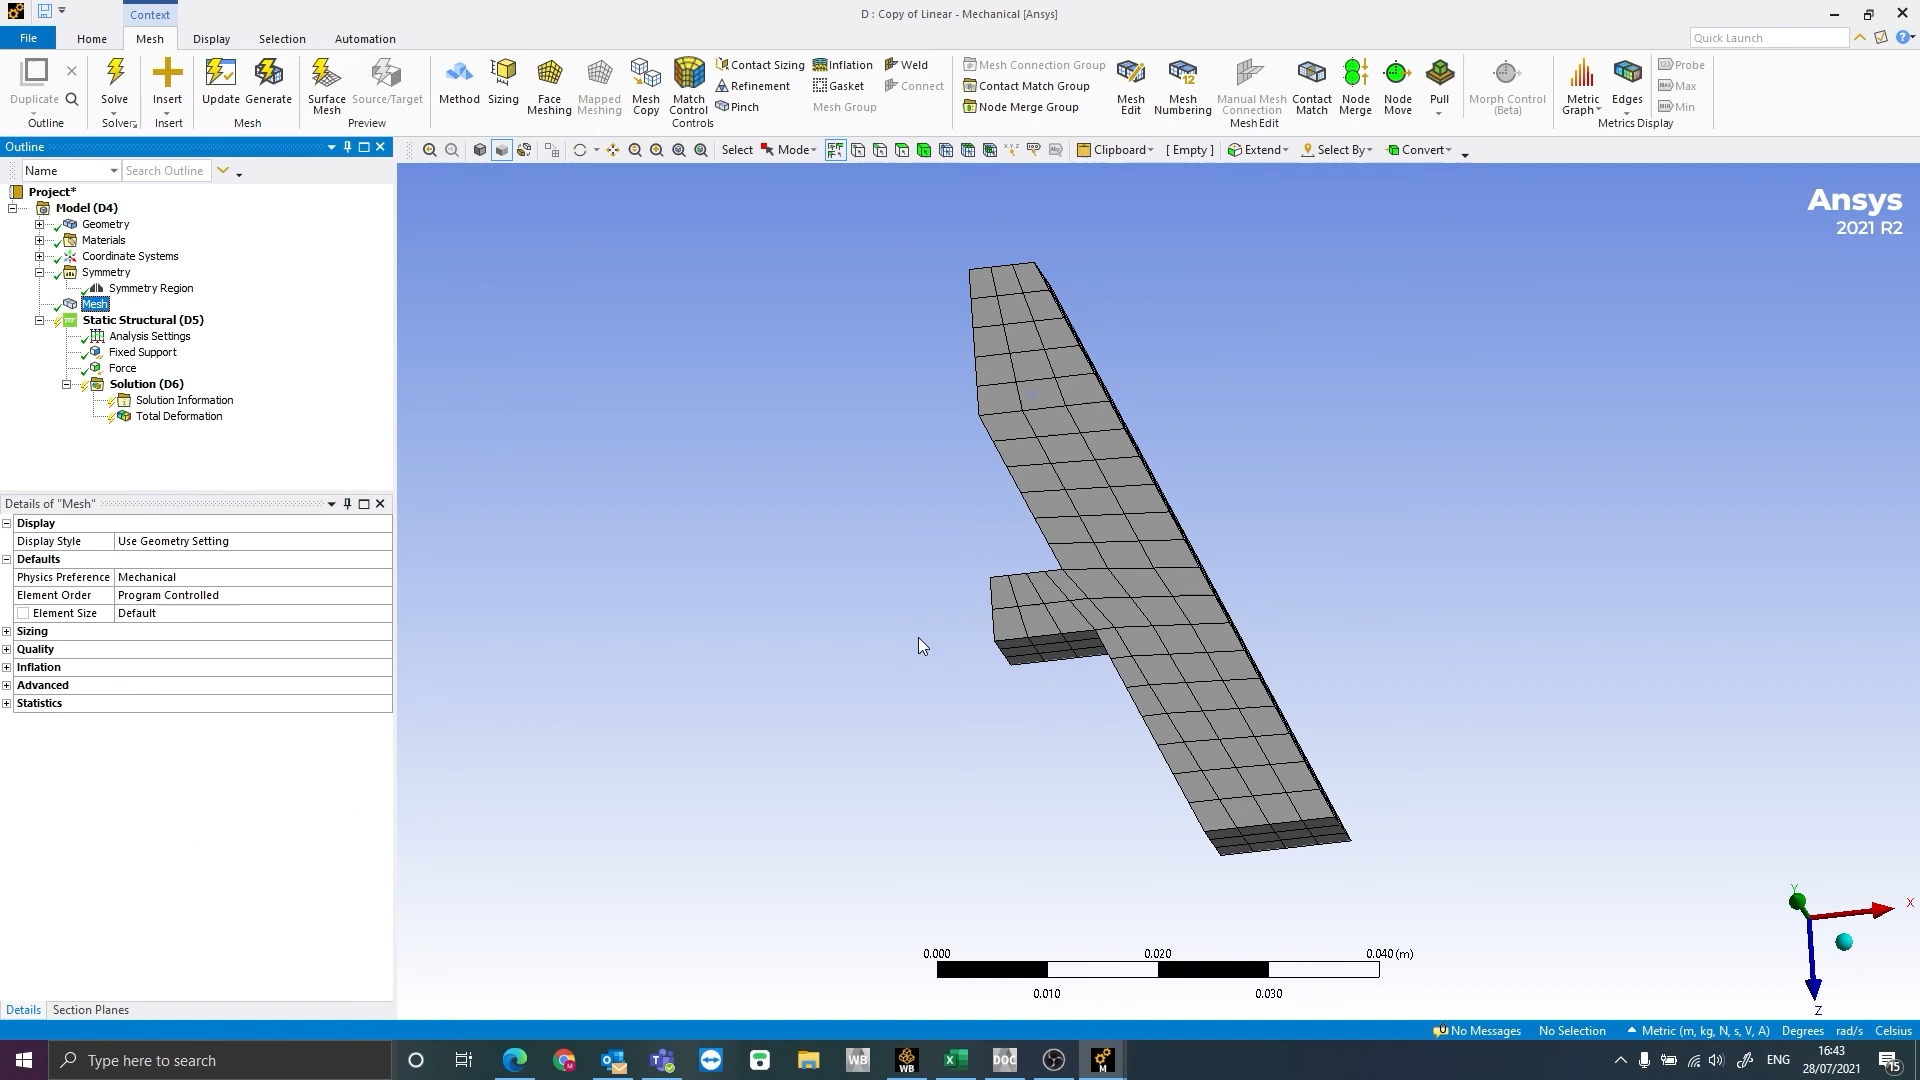 Context
D : Copy of Linear - Mechanical [Ansys]
File
Home
Mesh
Display
Selection
Automation
Quick Launch
Duplicate
Outline
Solve
Solver
Insert
Insert
Update
Generate
Mesh
Surface Mesh
Source/Target
Preview
Method
Sizing
Face Meshing
Mapped Meshing
Mesh Copy
Match Control
Contact Sizing
Refinement
Pinch
Inflation
Gasket
Mesh Group
Weld
Connect
Controls
Mesh Connection Group
Contact Match Group
Node Merge Group
Mesh Edit
Mesh Numbering
Manual Mesh Connection
Contact Match
Node Merge
Node Move
Pull
Mesh Edit
Morph Control (Beta)
Metric Graph
Edges
Probe
Max
Min
Metrics Display
Outline
Select
Mode
Clipboard
[ Empty ]
Extend
Select By
Convert
Name
Search Outline
Project*
Model (D4)
Geometry
Materials
Coordinate Systems
Symmetry
Symmetry Region
Mesh
Static Structural (D5)
Analysis Settings
Fixed Support
Force
Solution (D6)
Solution Information
Total Deformation
Ansys
2021 R2
Details of "Mesh"
Display
Display Style Use Geometry Setting
Defaults
Physics Preference Mechanical
Element Order Program Controlled
Element Size Default
Sizing
Quality
Inflation
Advanced
Statistics
Y
X
Z
0.000
0.020
0.040 (m)
0.010
0.030
Details
Section Planes
No Messages
No Selection
Metric (m, kg, N, s, V, A)
Degrees
rad/s
Celsius
Type here to search
WB
WB
DOC
M
ENG
16:43
28/07/2021
15